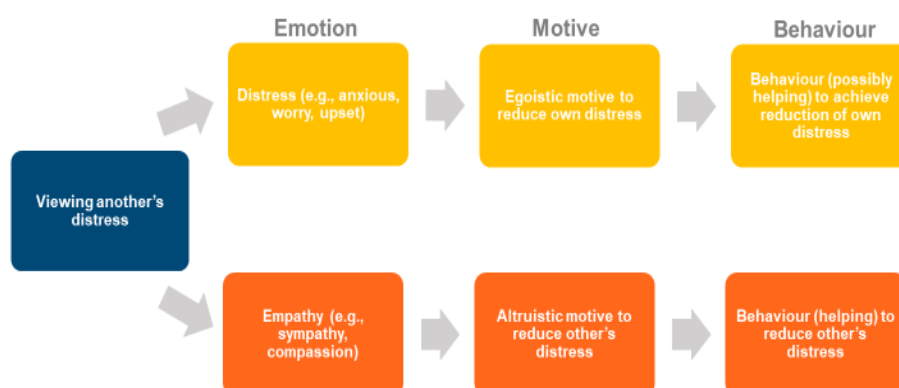 Emotion
Motive
Behaviour
Distress (e.g., anxious,
worry, upset)
Egoistic motive to
reduce own distress
Behaviour (possibly
helping) to achieve
reduction of own
distress
Viewing another's
distress
Empathy (e.g.,
sympathy,
compassion)
Altruistic motive to
reduce other's
distress
Behaviour (helping) to
reduce other's
distress